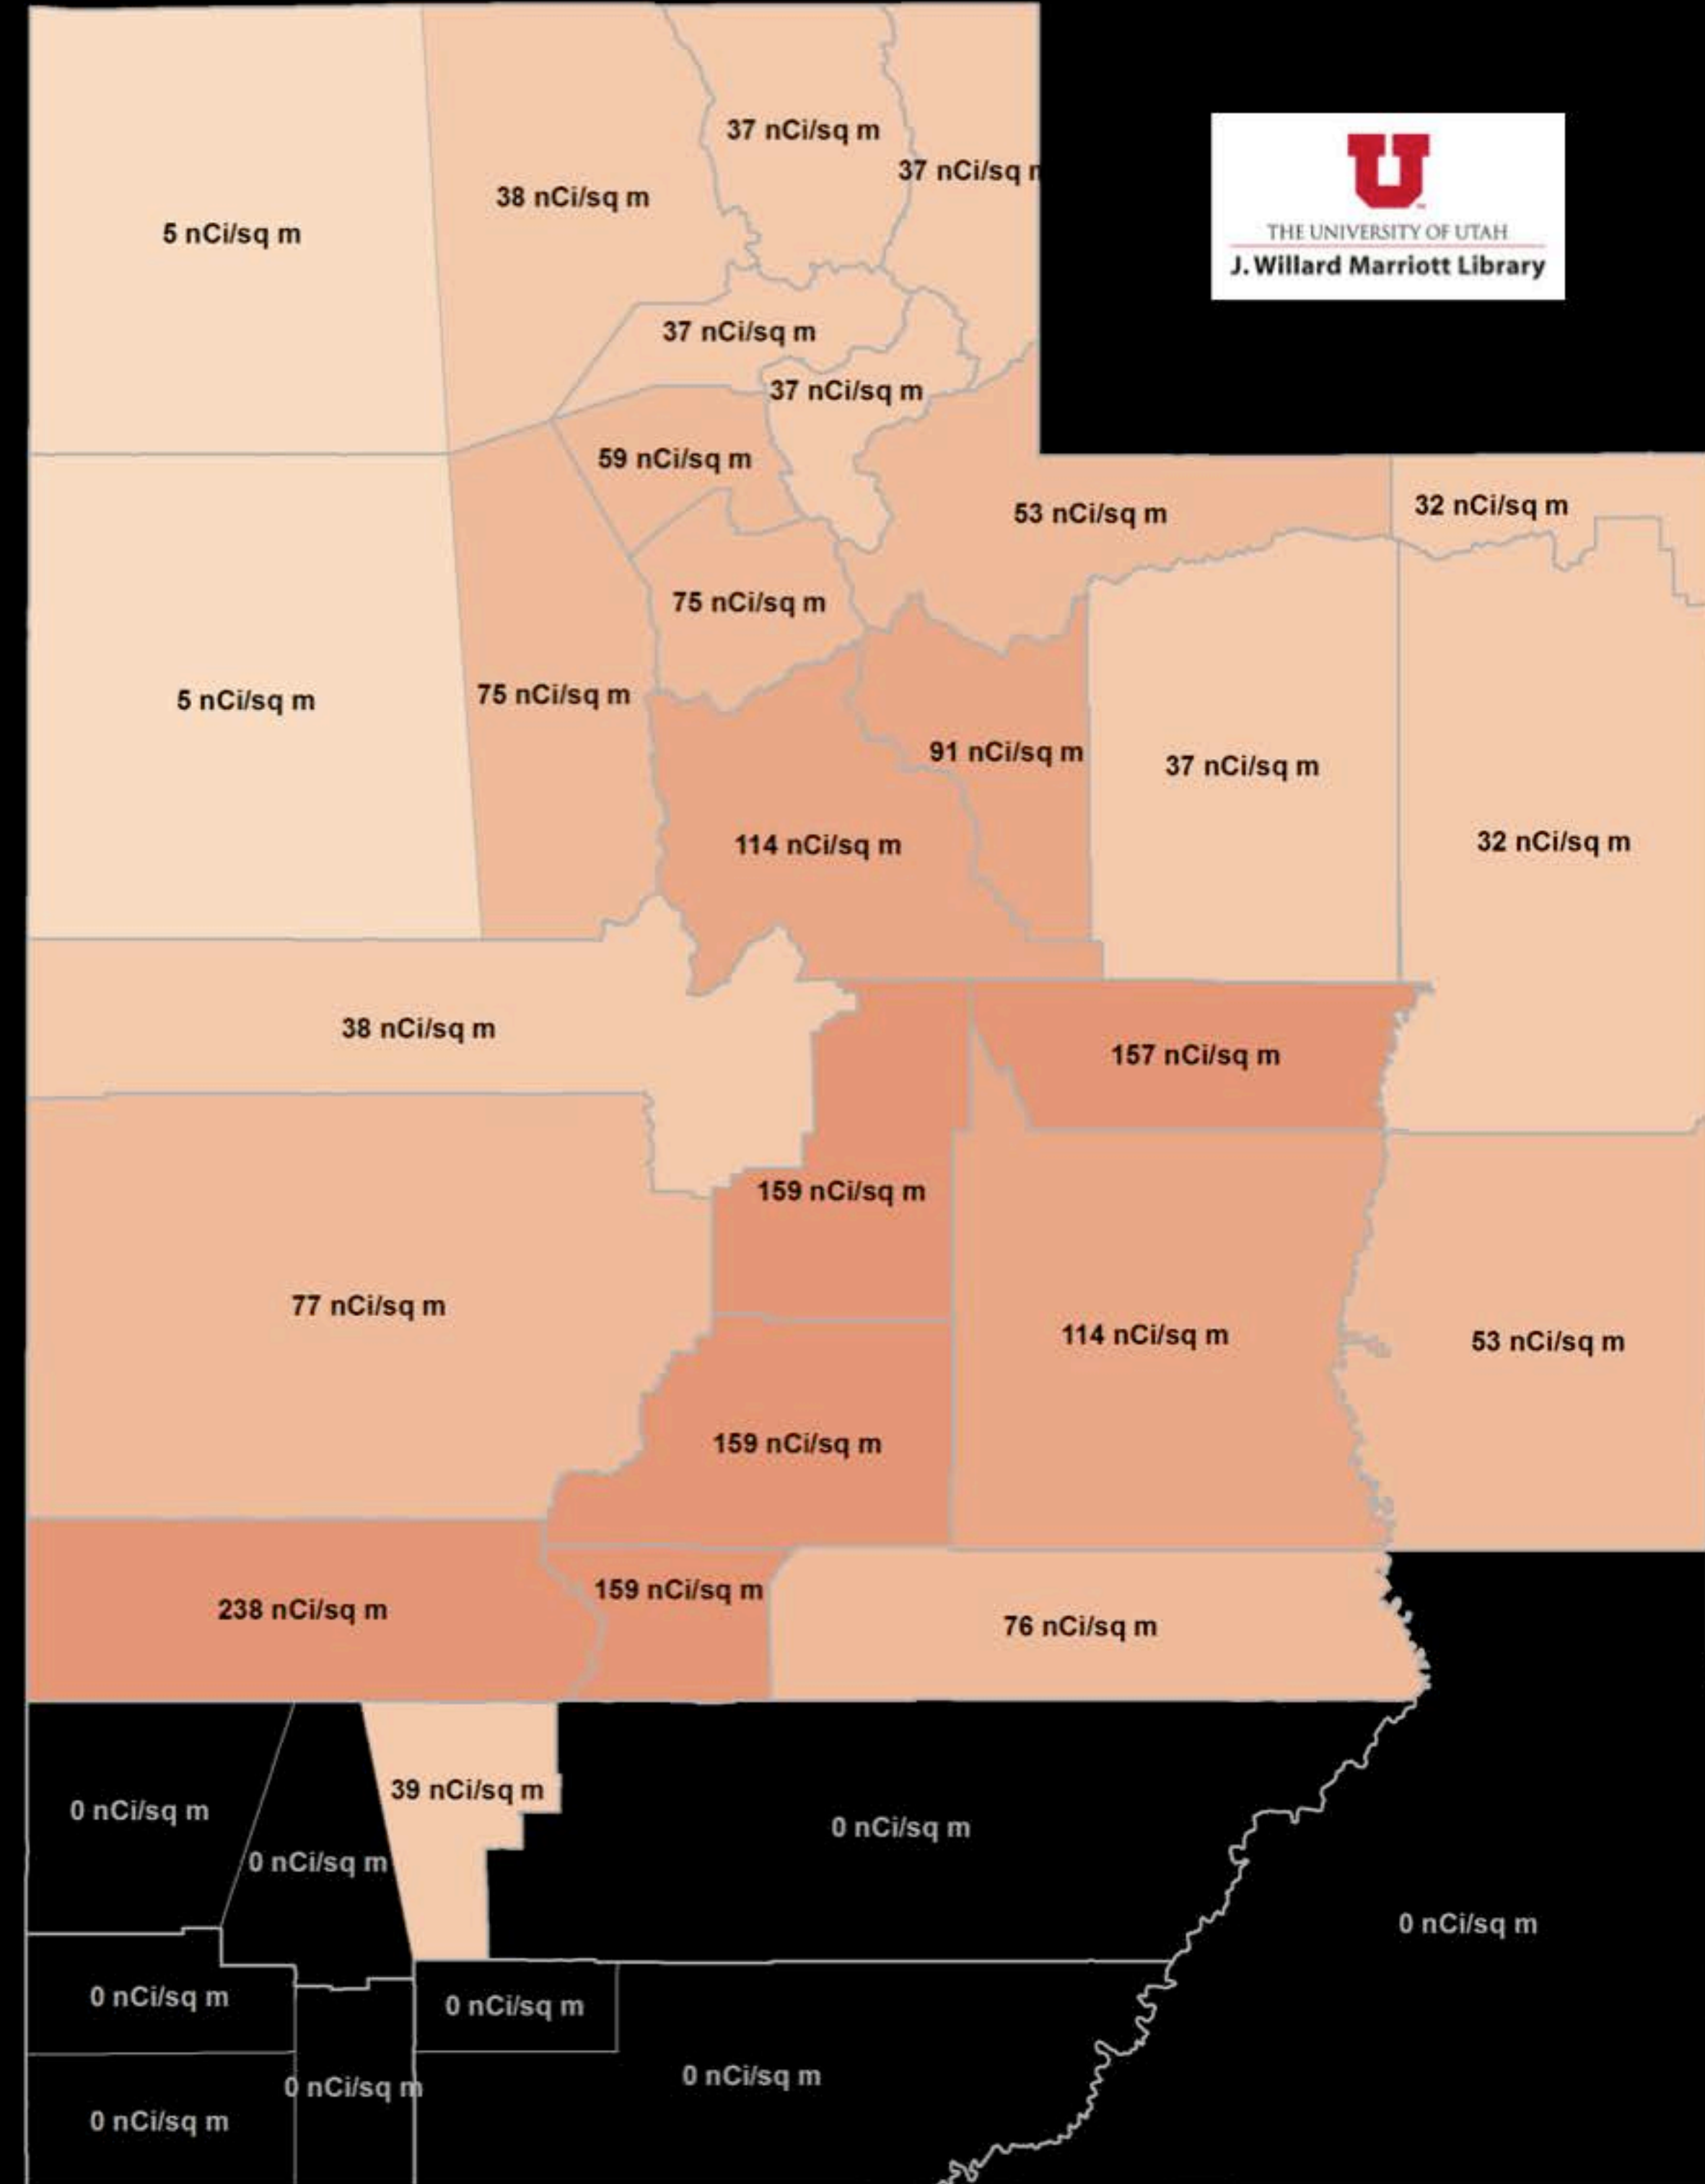 37 nCi/sq m
37 nCi/sq
38 nCi/sq m
5 nCi/sq m
U
THE UNIVERSITY OF UTAH
J. Willard Marriott Library
37 nCi/sq m
37 nCi/sq m
59 nCi/sq m
53 nCi/sq m
32 nCi/sq m
75 nCi/sq m
5 nCi/sq m
75 nCi/sq m
91 nCi/sq m
37 nCi/sq m
114 nCi/sq m
32 nCi/sq m
38 nCi/sq m
157 nCi/sq m
159 nCi/sq m
77 nCi/sq m
114 nCi/sq m
53 nCi/sq m
159 nCi/sq m
238 nCi/sq m
159 nCi/sq m
76 nCi/sq m
39 nCi/sq m
0 nCi/sq m
0 nCi/sq m
0 nCi/sq m
0 nCi/sq m
0 nCi/sq m
0 nCi/sq m
0 nCi/sq m
0 nCi/sq m
0 nCi/sq m